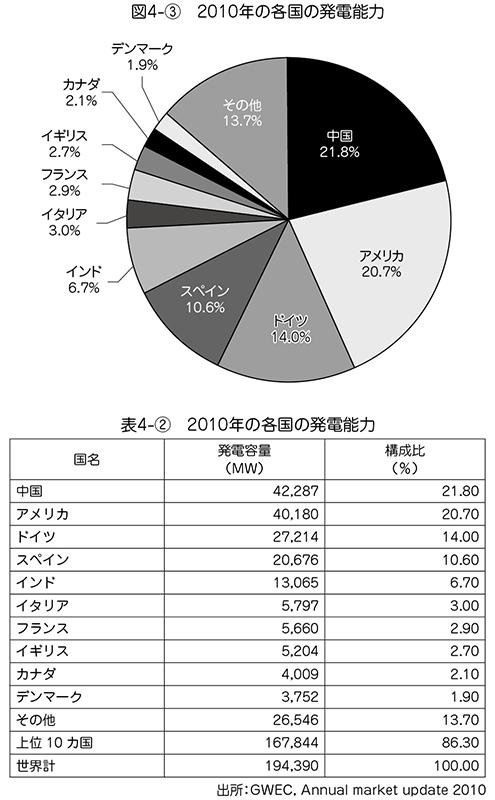 図4-③　2010年の各国の発電能力
デンマーク
1.9%
カナダ
2.1%
イギリス
2.7%
フランス
2.9%
イタリア
3.0%
インド
6.7%
スペイン
10.6%
ドイツ
14.0%
アメリカ
20.7%
中国
21.8%
その他
13.7%
表4-②　2010年の各国の発電能力
国名 発電容量（MW） 構成比（%）
中国 42,287 21.80
アメリカ 40,180 20.70
ドイツ 27,214 14.00
スペイン 20,676 10.60
インド 13,065 6.70
イタリア 5,797 3.00
フランス 5,660 2.90
イギリス 5,204 2.70
カナダ 4,009 2.10
デンマーク 3,752 1.90
その他 26,546 13.70
上位10カ国 167,844 86.30
世界計 194,390 100.00
出所：GWEC, Annual market update 2010